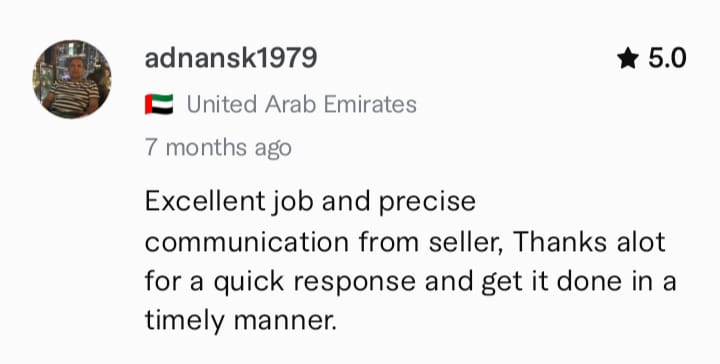 adnansk1979
★ 5.0
United Arab Emirates
7 months ago
Excellent job and precise
communication from seller, Thanks alot
for a quick response and get it done in a
timely manner.